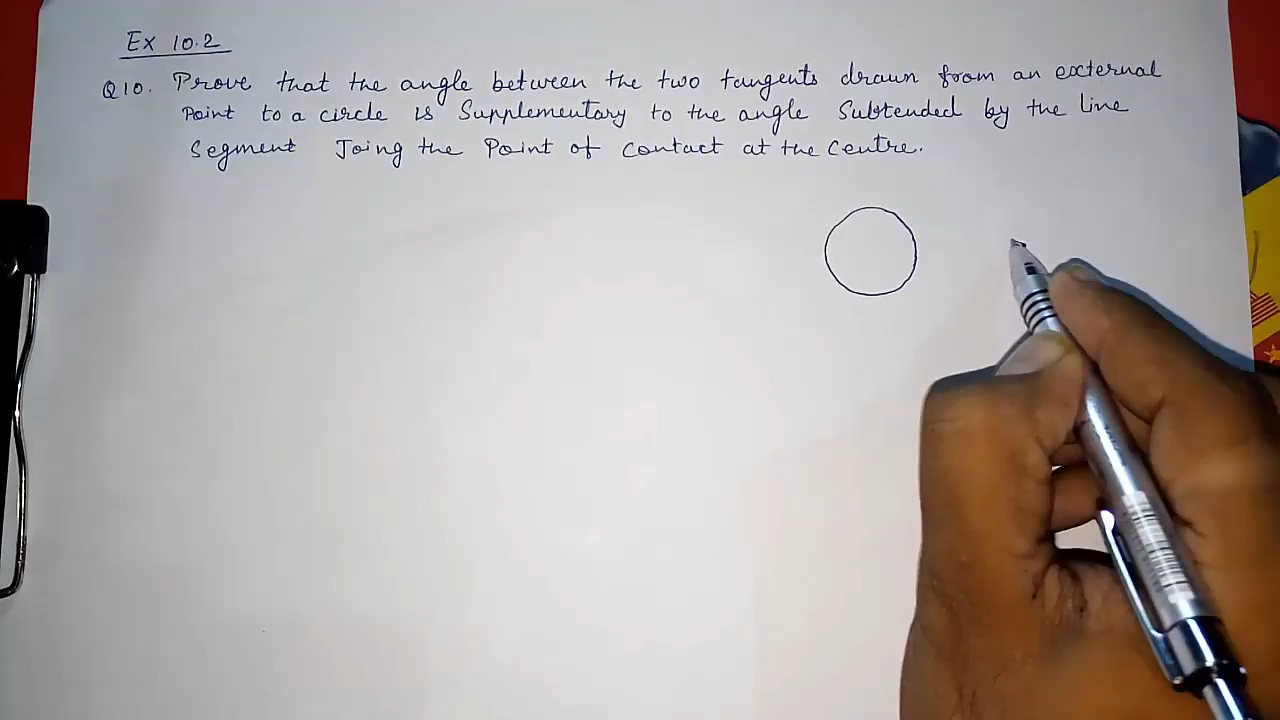 Ex 10.2
Q10. Prove that the angle between the two tangents drawn from an external
Point to a circle is Supplementary to the angle Subtended by the line
Segment Joing the Point of Contact at the Centre.